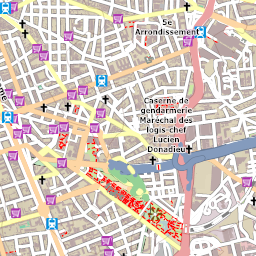 5e
Arrondissement
Caserne de
gendarmerie
Maréchal des
logis-chef
Lucien
Donadieu